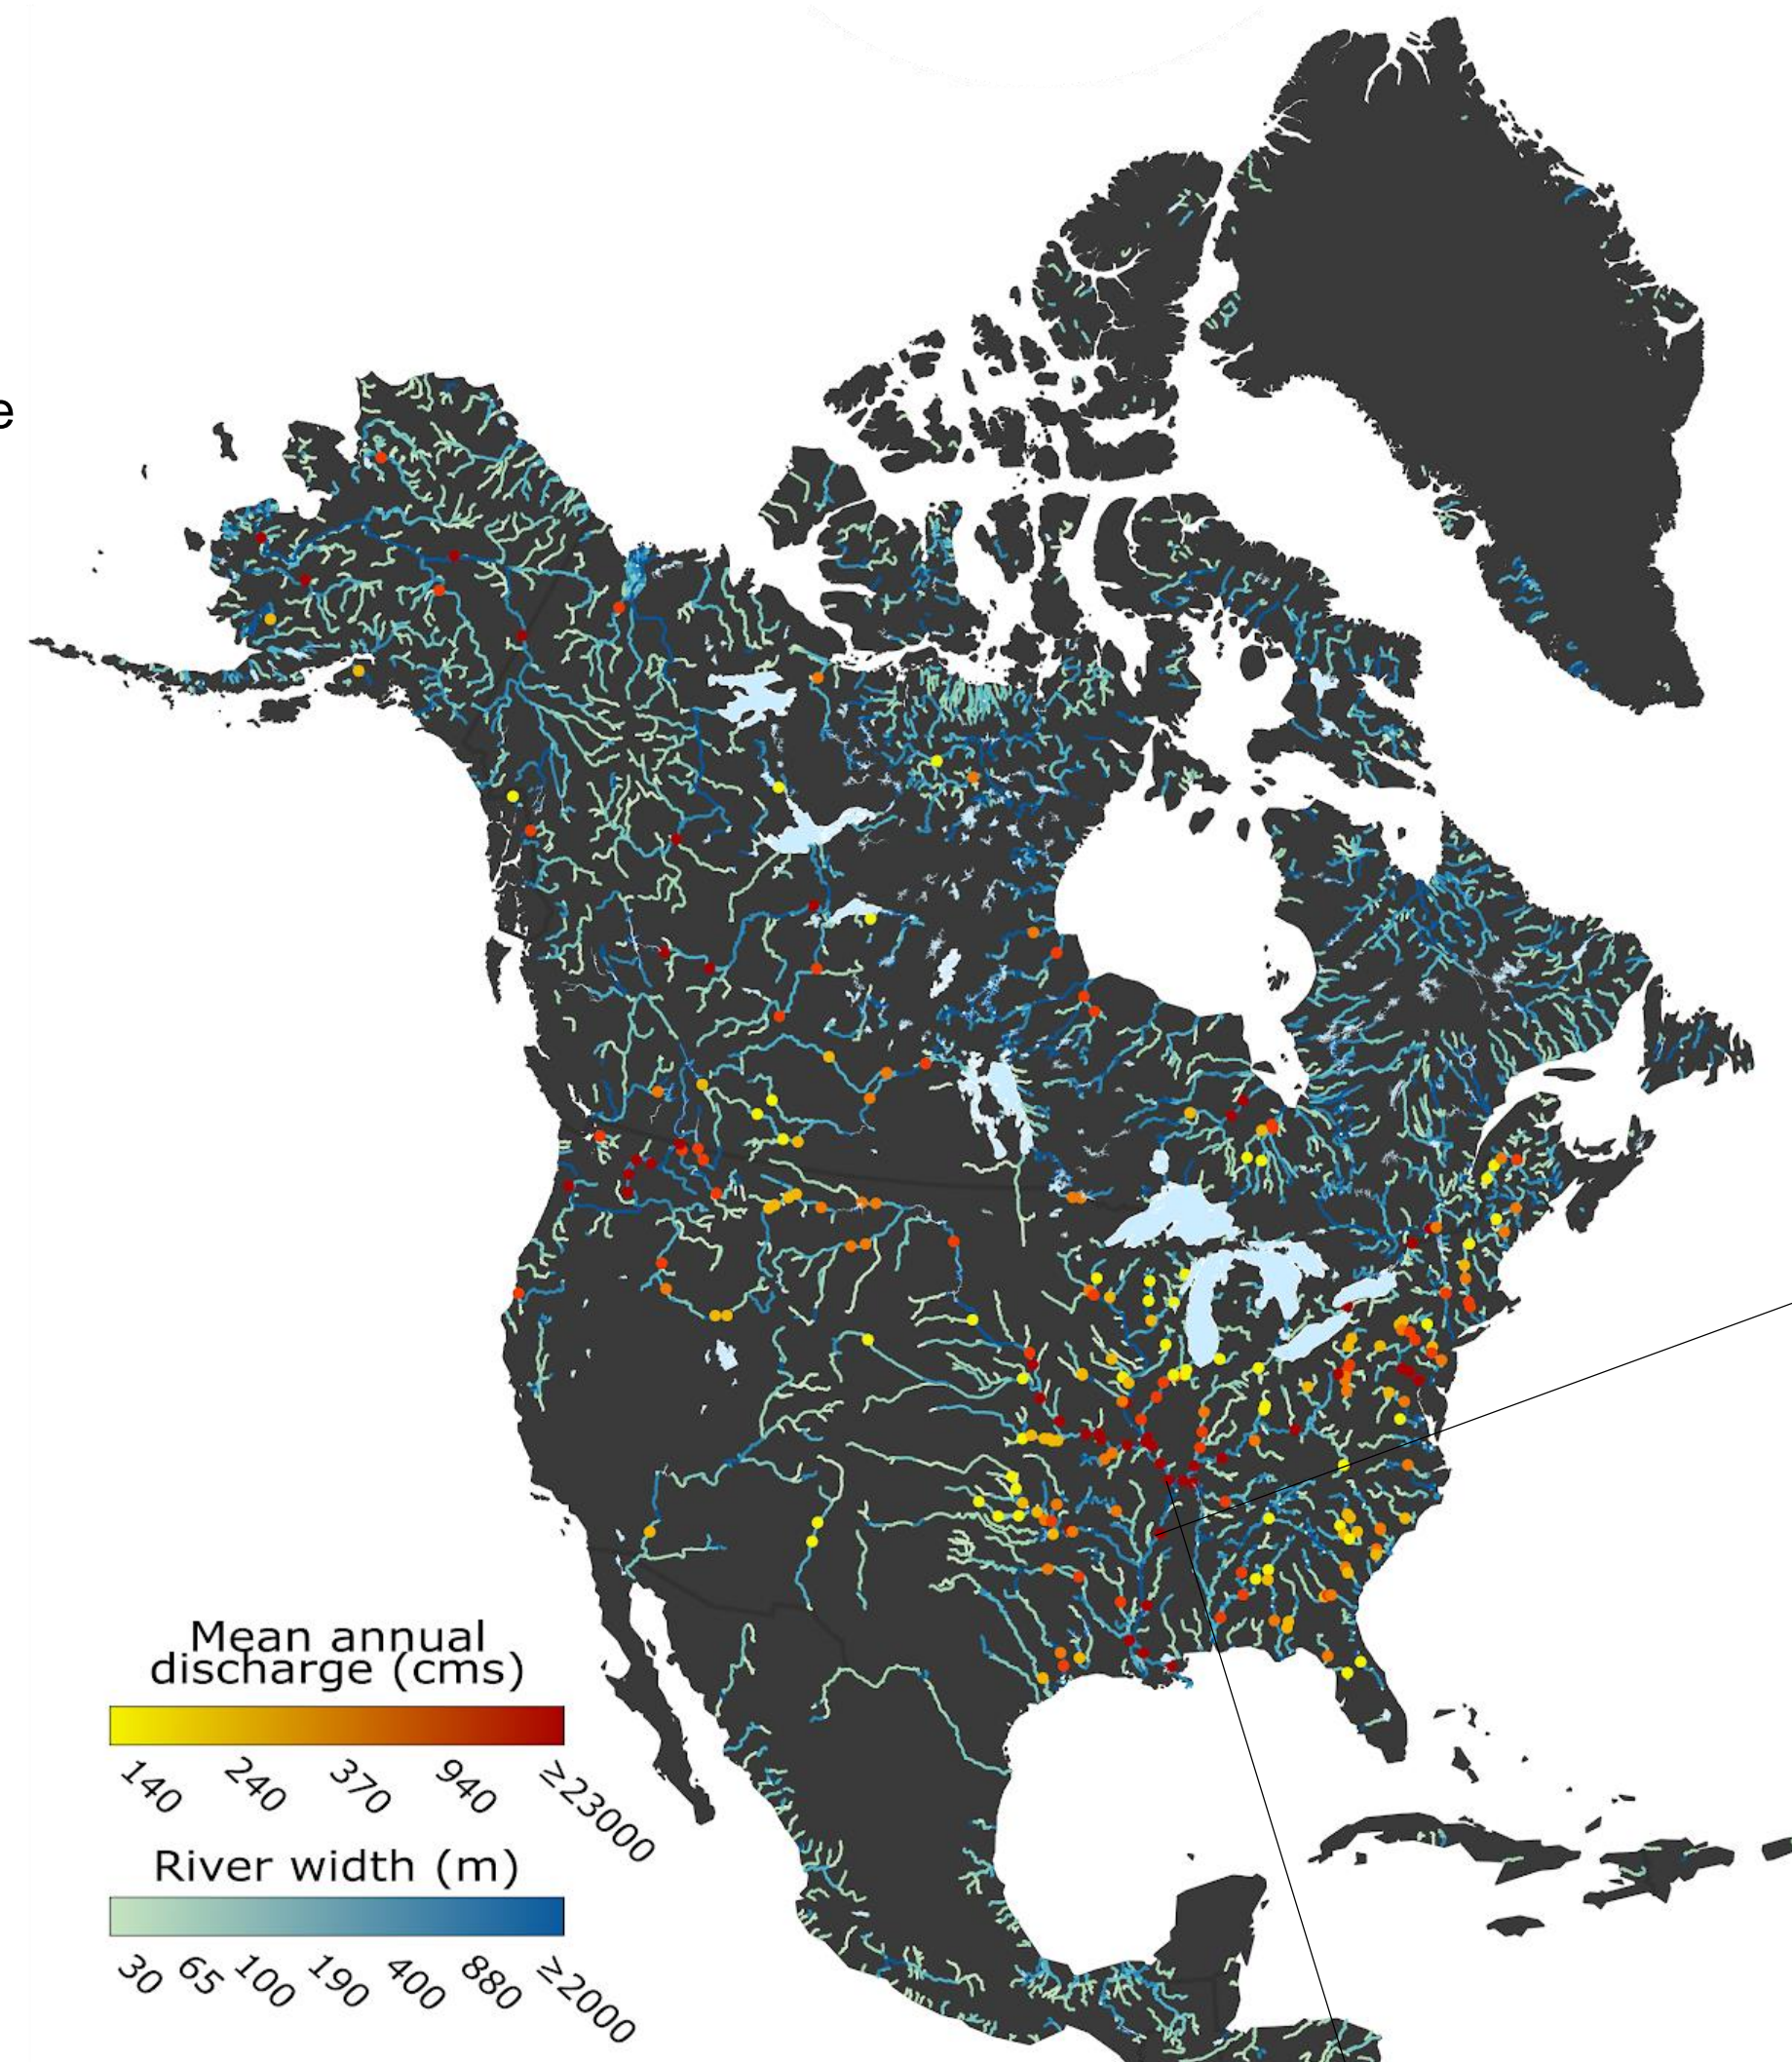 e
Mean annual
discharge (cms)
140 240 370 940 ≥23000
River width (m)
30 65 100 190 400 880 ≥2000